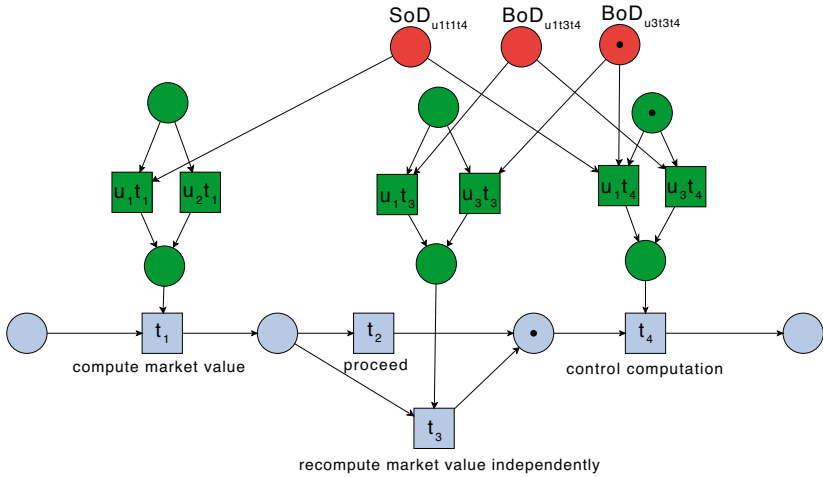 SoD u1t1t4
BoD u1t3t4
BoD u3t3t4
u1t1
u2t1
u1t3
u3t3
u1t4
u3t4
t1
t2
t4
compute market value
proceed
control computation
t3
recompute market value independently